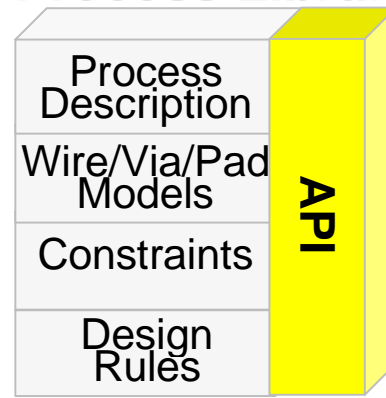 Process
Description
Wire/Via/Pad
Models
Constraints
Design
Rules
API